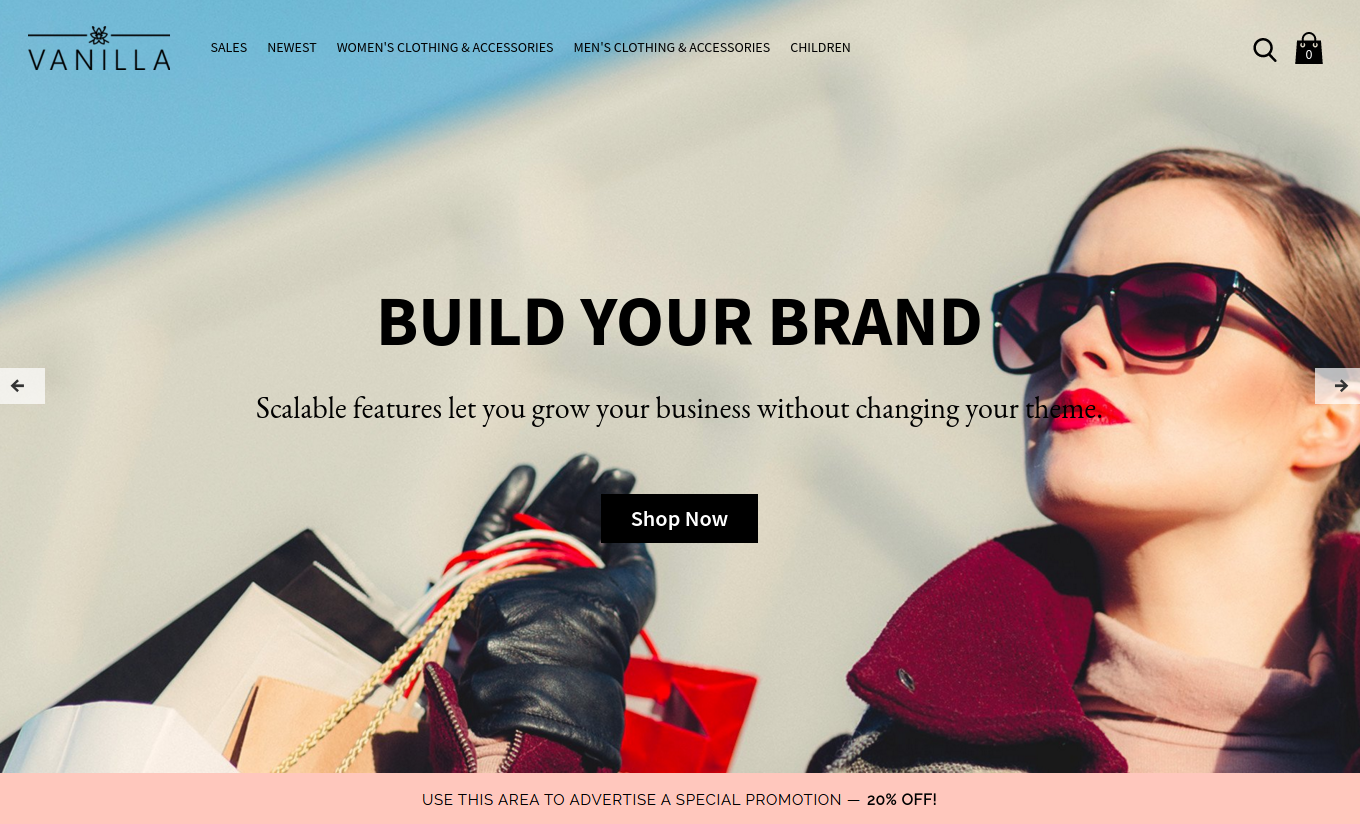 VANILLA
SALES NEWEST WOMEN'S CLOTHING & ACCESSORIES MEN'S CLOTHING & ACCESSORIES CHILDREN
0
BUILD YOUR BRAND
Scalable features let you grow your business without changing your theme.
Shop Now
USE THIS AREA TO ADVERTISE A SPECIAL PROMOTION — 20% OFF!